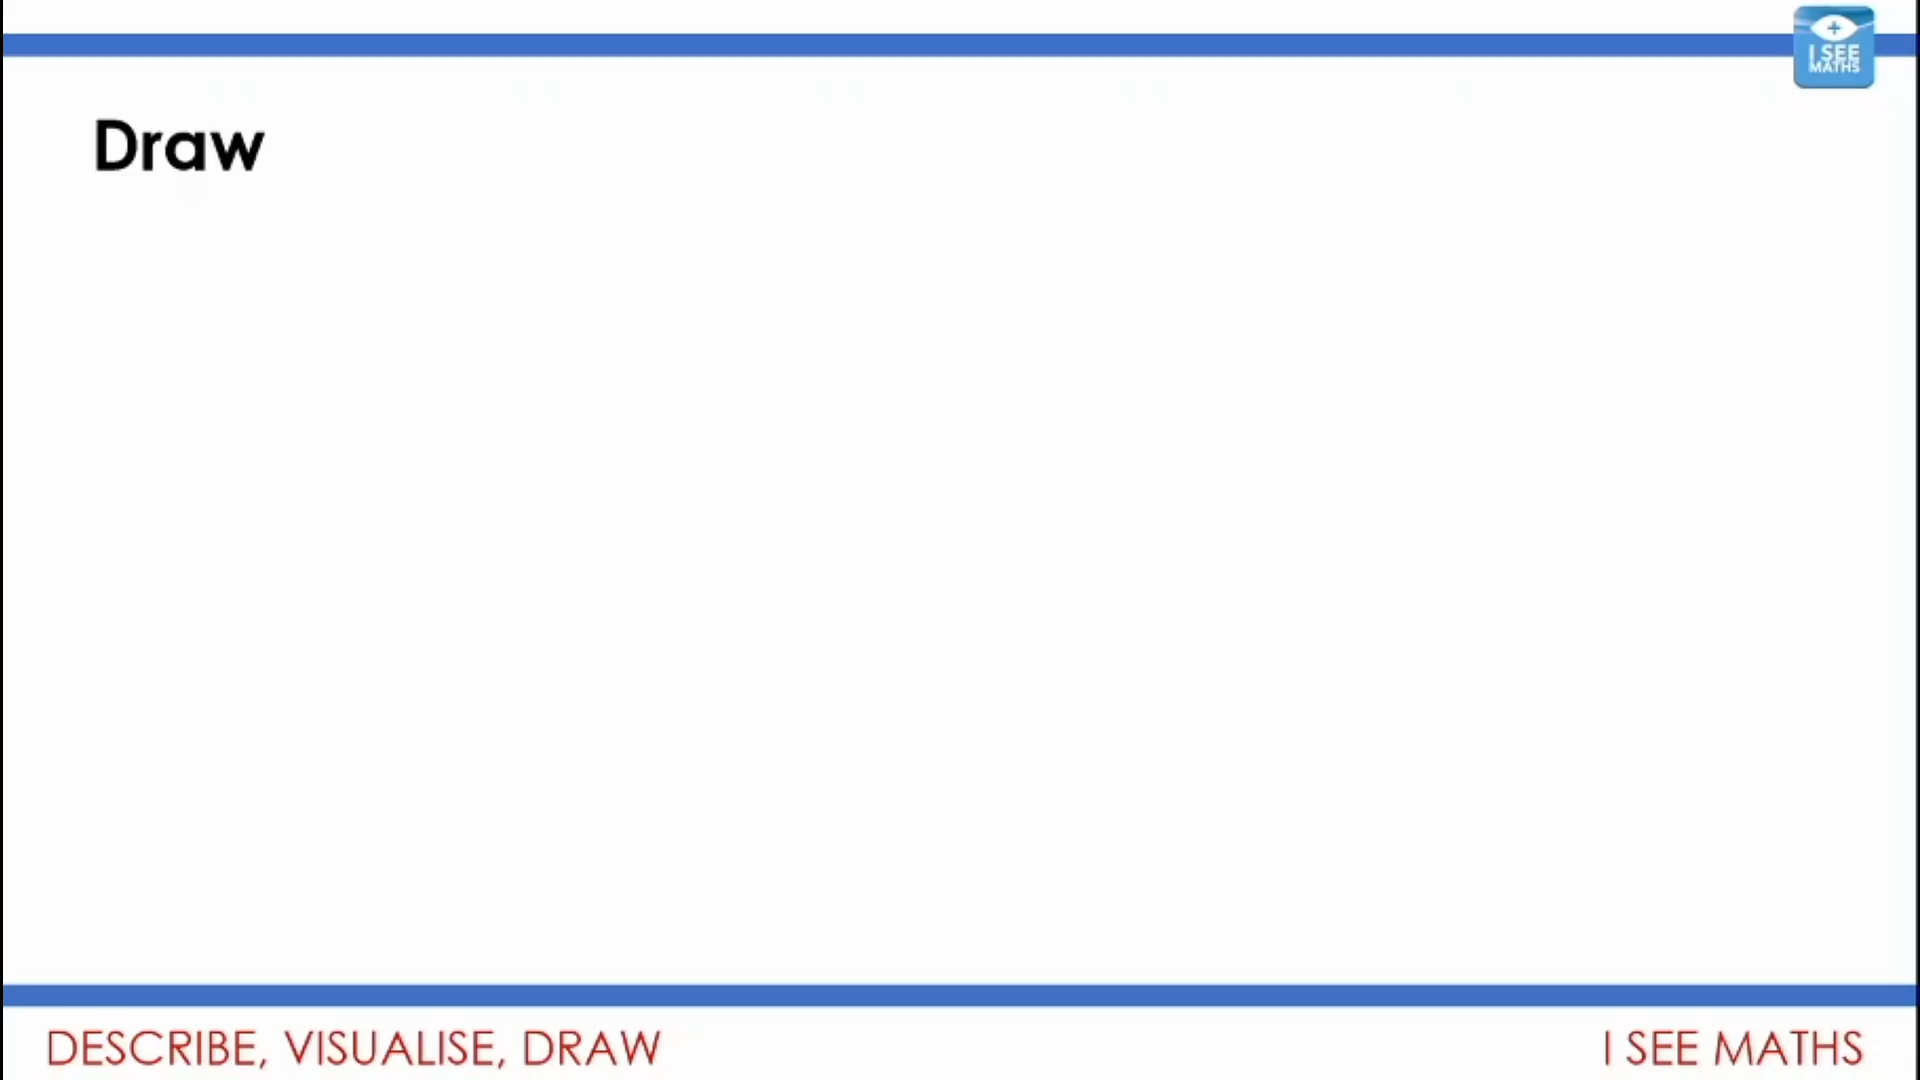 I SEE
MATHS
Draw
DESCRIBE, VISUALISE, DRAW
I SEE MATHS